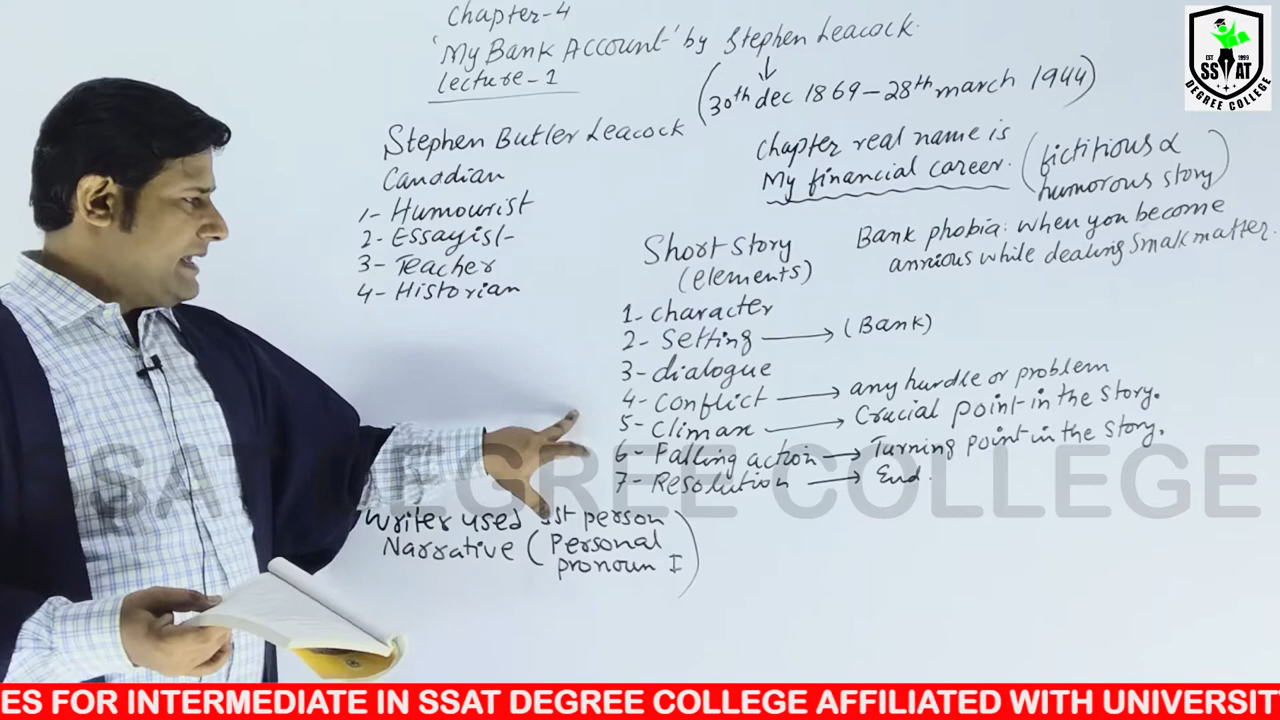 Chapter-4
'My Bank Account' by Stephen Leacock.
Lecture-1
(30th dec 1869-28th march 1944)
Stephen Butler Leacock
Canadian
1- Humourist
2- Essayist
3- Teacher
4- Historian
Chapter real name is
My financial career. (fictitious &
humorous story)
Bank phobia: when you become
anxious while dealing small matter.
Short story
(elements)
1- character
2- Setting → (Bank)
3- dialogue
4- Conflict → any hurdle or problem
5- Climax → Crucial point in the story.
6- Falling action → Turning point in the story.
7- Resolution → End.
Writer used 1st person
Narrative (Personal
pronoun I)
EST 1999
SSAT
DEGREE COLLEGE
SSAT DEGREE COLLEGE
ES FOR INTERMEDIATE IN SSAT DEGREE COLLEGE AFFILIATED WITH UNIVERSIT